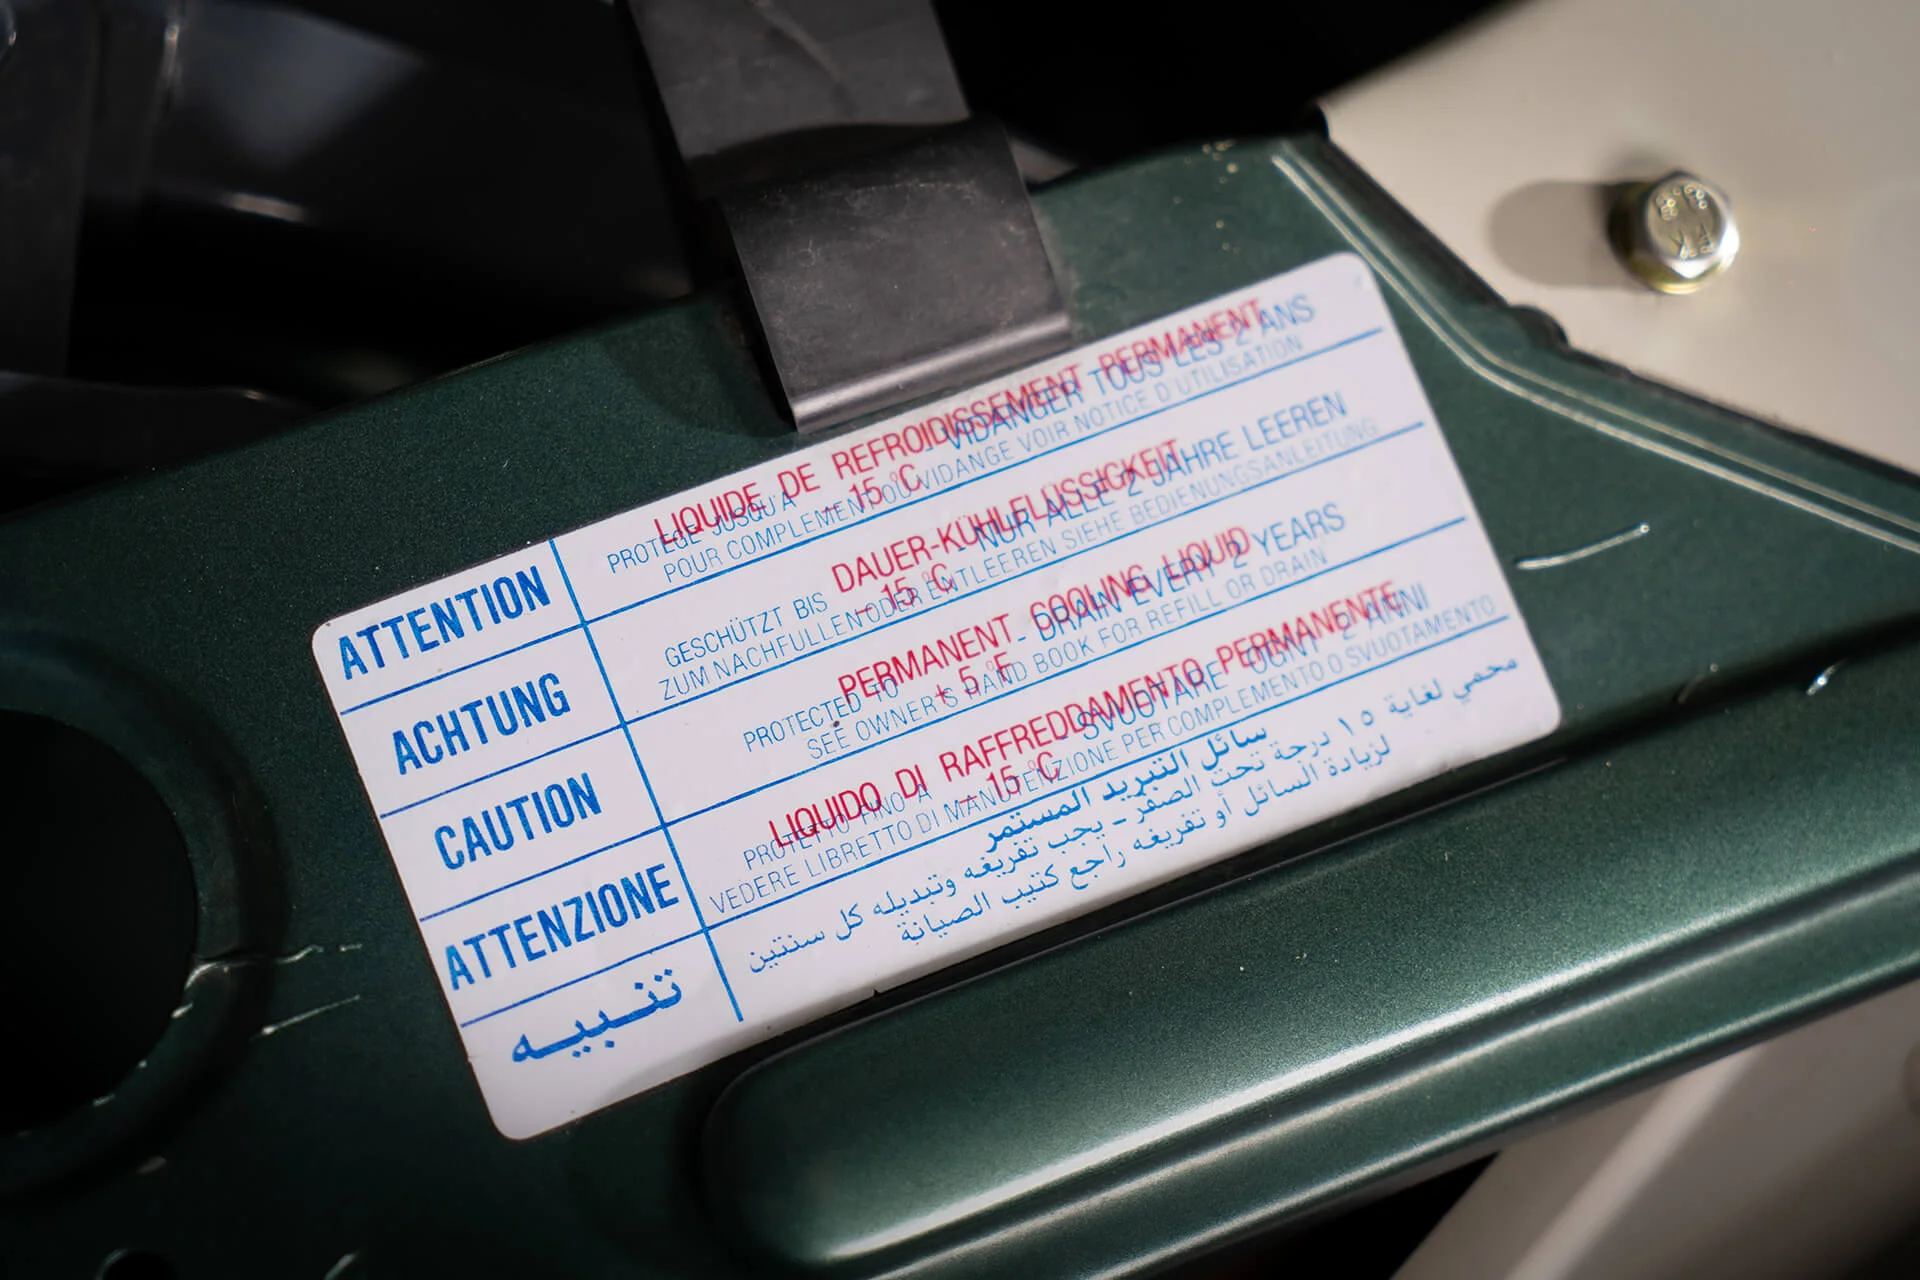 ATTENTION
LIQUIDE DE REFROIDISSEMENT PERMANENT
PROTEGE JUSQU'A - 15 °C - VIDANGER TOUS LES 2 ANS
POUR COMPLEMENT OU VIDANGE VOIR NOTICE D'UTILISATION
ACHTUNG
DAUER-KÜHLFLÜSSIGKEIT
GESCHÜTZT BIS - 15 °C - NUR ALLE 2 JAHRE LEEREN
ZUM NACHFULLEN ODER ENTLEEREN SIEHE BEDIENUNGSANLEITUNG
CAUTION
PERMANENT COOLING LIQUID
PROTECTED TO + 5 °F - DRAIN EVERY 2 YEARS
SEE OWNER'S HAND BOOK FOR REFILL OR DRAIN
ATTENZIONE
LIQUIDO DI RAFFREDDAMENTO PERMANENTE
PROTETTO FINO A - 15 °C SVUOTARE OGNI 2 ANNI
VEDERE LIBRETTO DI MANUTENZIONE PER COMPLEMENTO O SVUOTAMENTO
تنبيه
سائل التبريد المستمر
محمي لغاية ١٥ درجة تحت الصفر - يجب تفريغه وتبديله كل سنتين
لزيادة السائل أو تفريغه راجع كتيب الصيانة